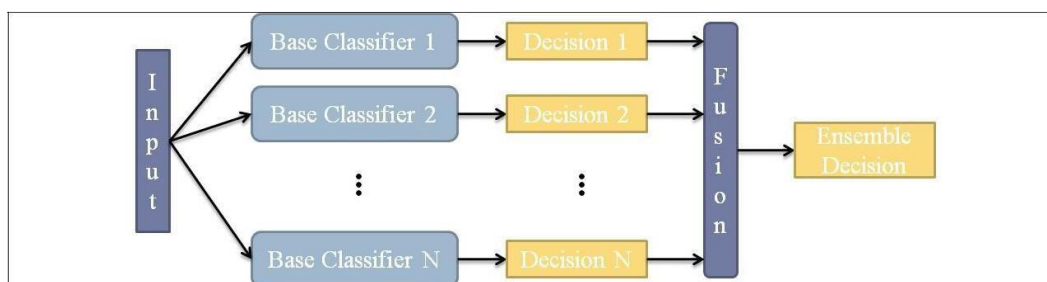 Input
Base Classifier 1
Decision 1
Base Classifier 2
Decision 2
Base Classifier N
Decision N
Fusion
Ensemble
Decision